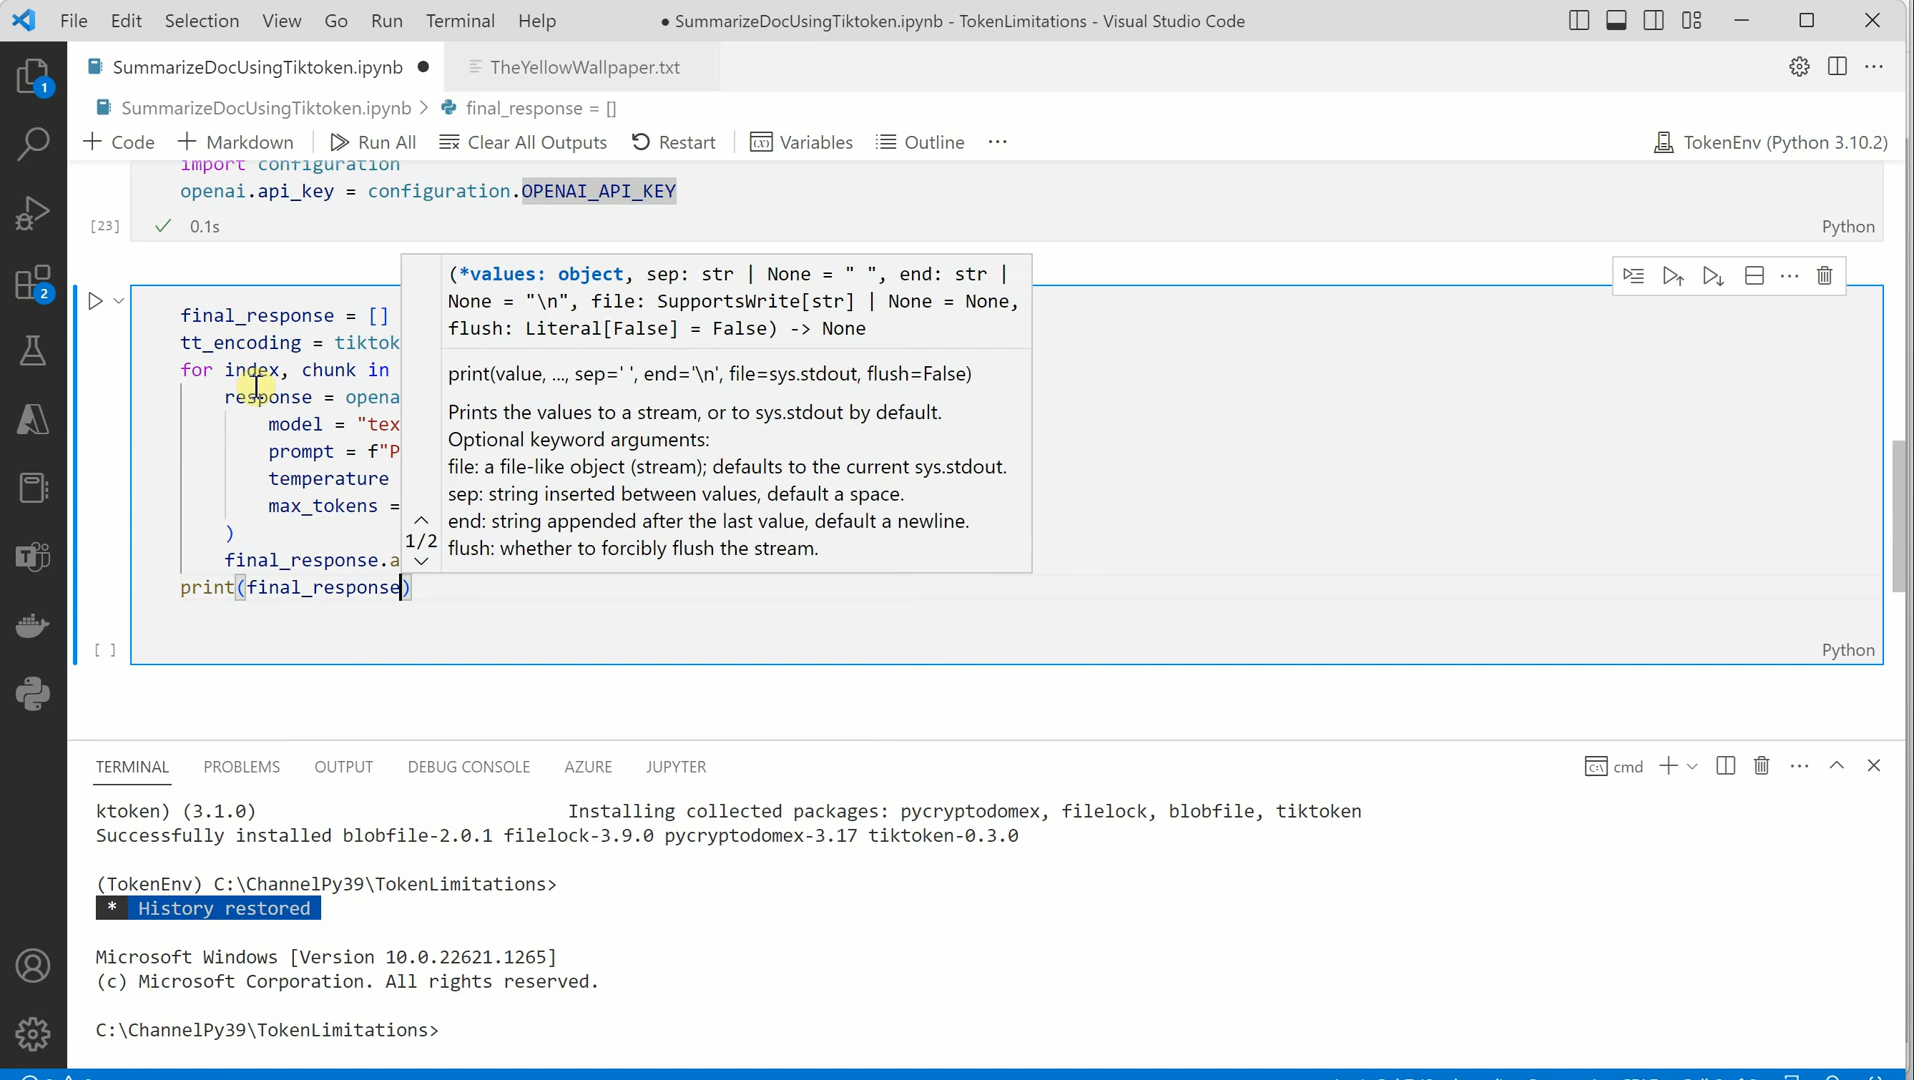 File Edit Selection View Go Run Terminal Help ● SummarizeDocUsingTiktoken.ipynb - TokenLimitations - Visual Studio Code
SummarizeDocUsingTiktoken.ipynb ● TheYellowWallpaper.txt
SummarizeDocUsingTiktoken.ipynb > final_response = []
+ Code + Markdown Run All Clear All Outputs Restart Variables Outline ··· TokenEnv (Python 3.10.2)
import configuration
openai.api_key = configuration.OPENAI_API_KEY
[23] ✓ 0.1s Python
final_response = []
tt_encoding = tiktok
for index, chunk in
response = opena
model = "tex
prompt = f"P
temperature
max_tokens =
)
final_response.a
print(final_response)
[ ] Python
(*values: object, sep: str | None = " ", end: str |
None = "\n", file: SupportsWrite[str] | None = None,
flush: Literal[False] = False) -> None
print(value, ..., sep=' ', end='\n', file=sys.stdout, flush=False)
Prints the values to a stream, or to sys.stdout by default.
Optional keyword arguments:
file: a file-like object (stream); defaults to the current sys.stdout.
sep: string inserted between values, default a space.
end: string appended after the last value, default a newline.
flush: whether to forcibly flush the stream.
1/2
1
2
TERMINAL PROBLEMS OUTPUT DEBUG CONSOLE AZURE JUPYTER cmd
ktoken) (3.1.0) Installing collected packages: pycryptodomex, filelock, blobfile, tiktoken
Successfully installed blobfile-2.0.1 filelock-3.9.0 pycryptodomex-3.17 tiktoken-0.3.0
(TokenEnv) C:\ChannelPy39\TokenLimitations>
* History restored
Microsoft Windows [Version 10.0.22621.1265]
(c) Microsoft Corporation. All rights reserved.
C:\ChannelPy39\TokenLimitations>